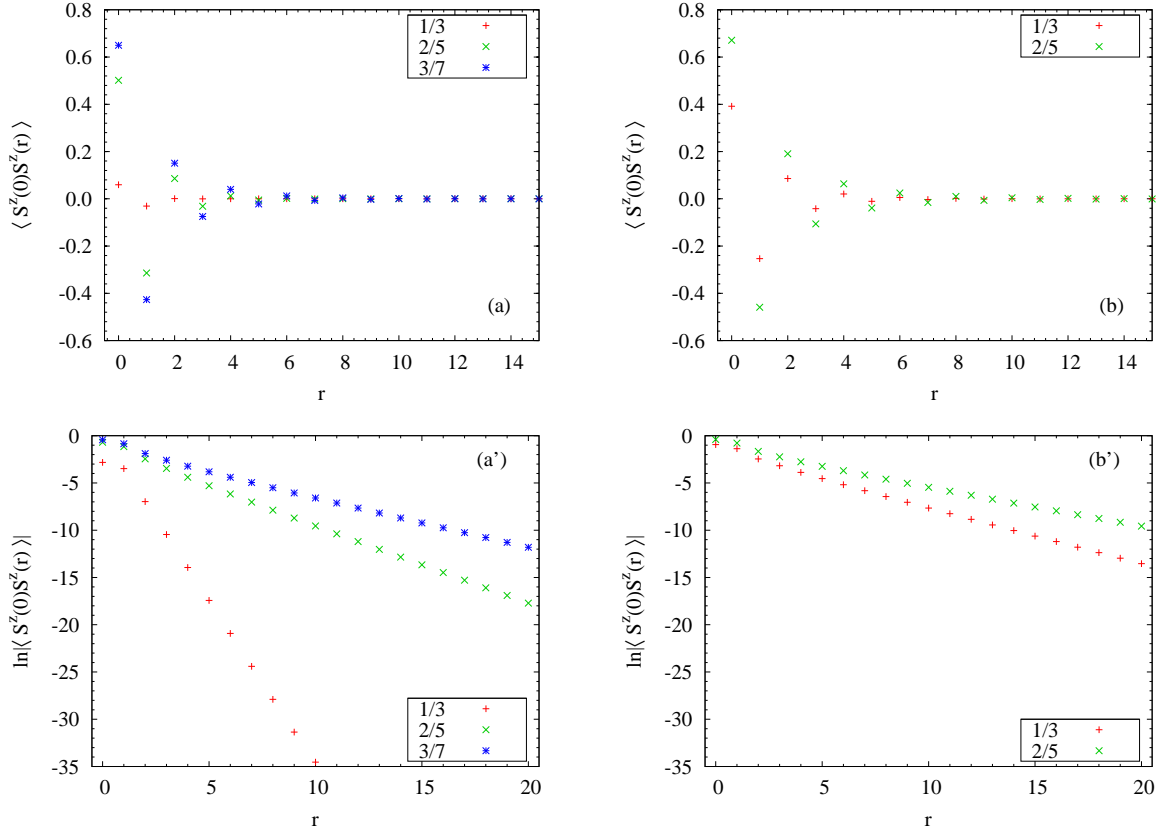 ⟨ S^z(0)S^z(r) ⟩
0.8
0.6
0.4
0.2
0.0
-0.2
-0.4
-0.6
0 2 4 6 8 10 12 14
r
1/3
2/5
3/7
(a)
⟨ S^z(0)S^z(r) ⟩
0.8
0.6
0.4
0.2
0.0
-0.2
-0.4
-0.6
0 2 4 6 8 10 12 14
r
1/3
2/5
(b)
ln|⟨ S^z(0)S^z(r) ⟩|
0
-5
-10
-15
-20
-25
-30
-35
0 5 10 15 20
r
(a')
1/3
2/5
3/7
ln|⟨ S^z(0)S^z(r) ⟩|
0
-5
-10
-15
-20
-25
-30
-35
0 5 10 15 20
r
(b')
1/3
2/5